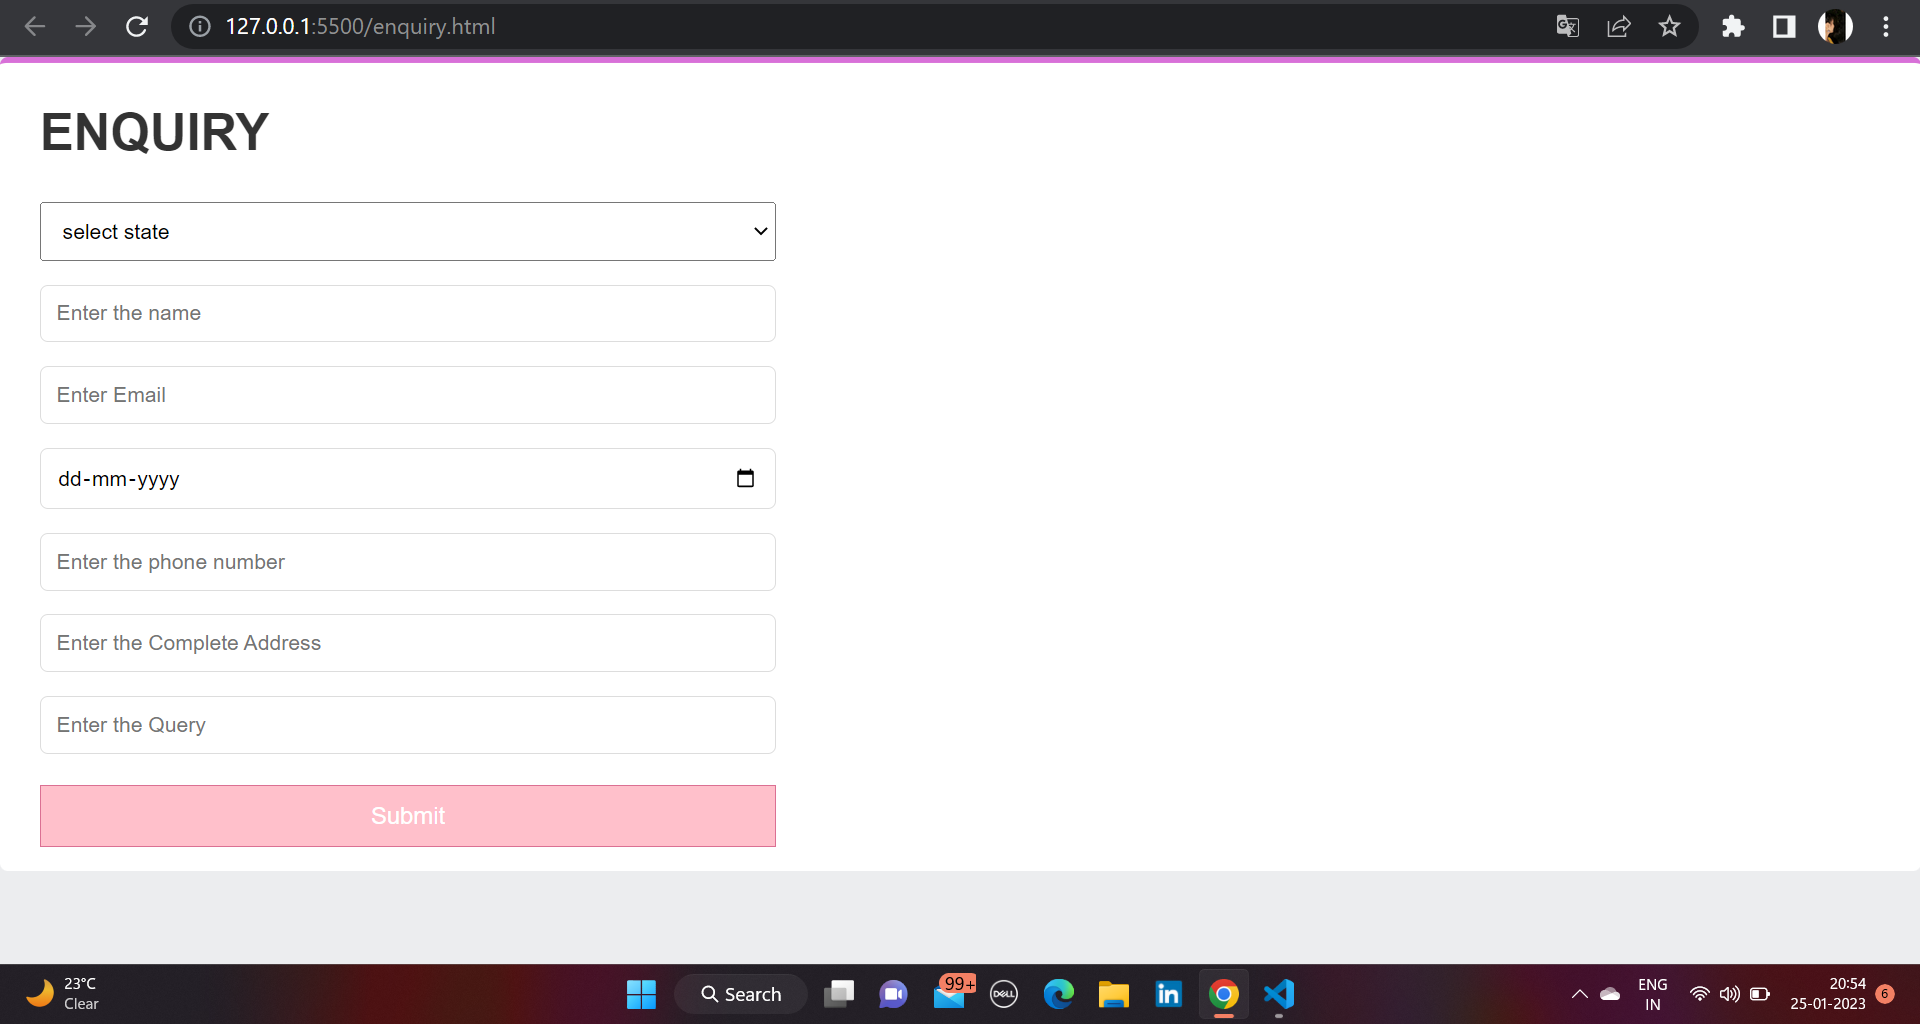 127.0.0.1:5500/enquiry.html
ENQUIRY
select state
Enter the name
Enter Email
dd-mm-yyyy
Enter the phone number
Enter the Complete Address
Enter the Query
Submit
23°C
Clear
Search
99+
DELL
in
ENG
IN
20:54
25-01-2023
6